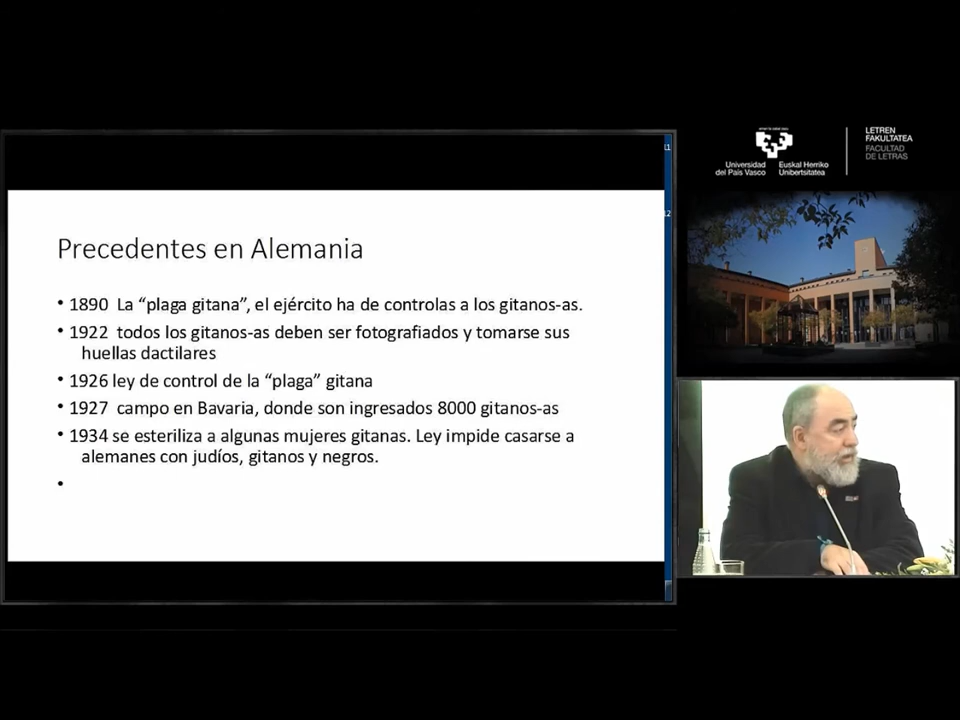 Precedentes en Alemania
• 1890 La “plaga gitana”, el ejército ha de controlas a los gitanos-as.
• 1922 todos los gitanos-as deben ser fotografiados y tomarse sus
huellas dactilares
• 1926 ley de control de la “plaga” gitana
• 1927 campo en Bavaria, donde son ingresados 8000 gitanos-as
• 1934 se esteriliza a algunas mujeres gitanas. Ley impide casarse a
alemanes con judíos, gitanos y negros.
•
11
12
Universidad Euskal Herriko
del País Vasco Unibertsitatea
LETREN
FAKULTATEA
FACULTAD
DE LETRAS